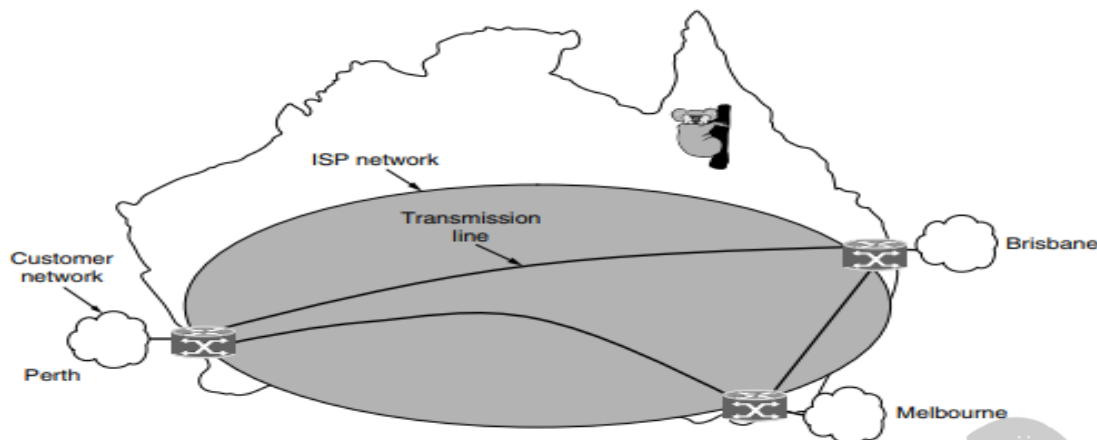 ISP network
Transmission
line
Customer
network
Brisbane
Perth
Melbourne